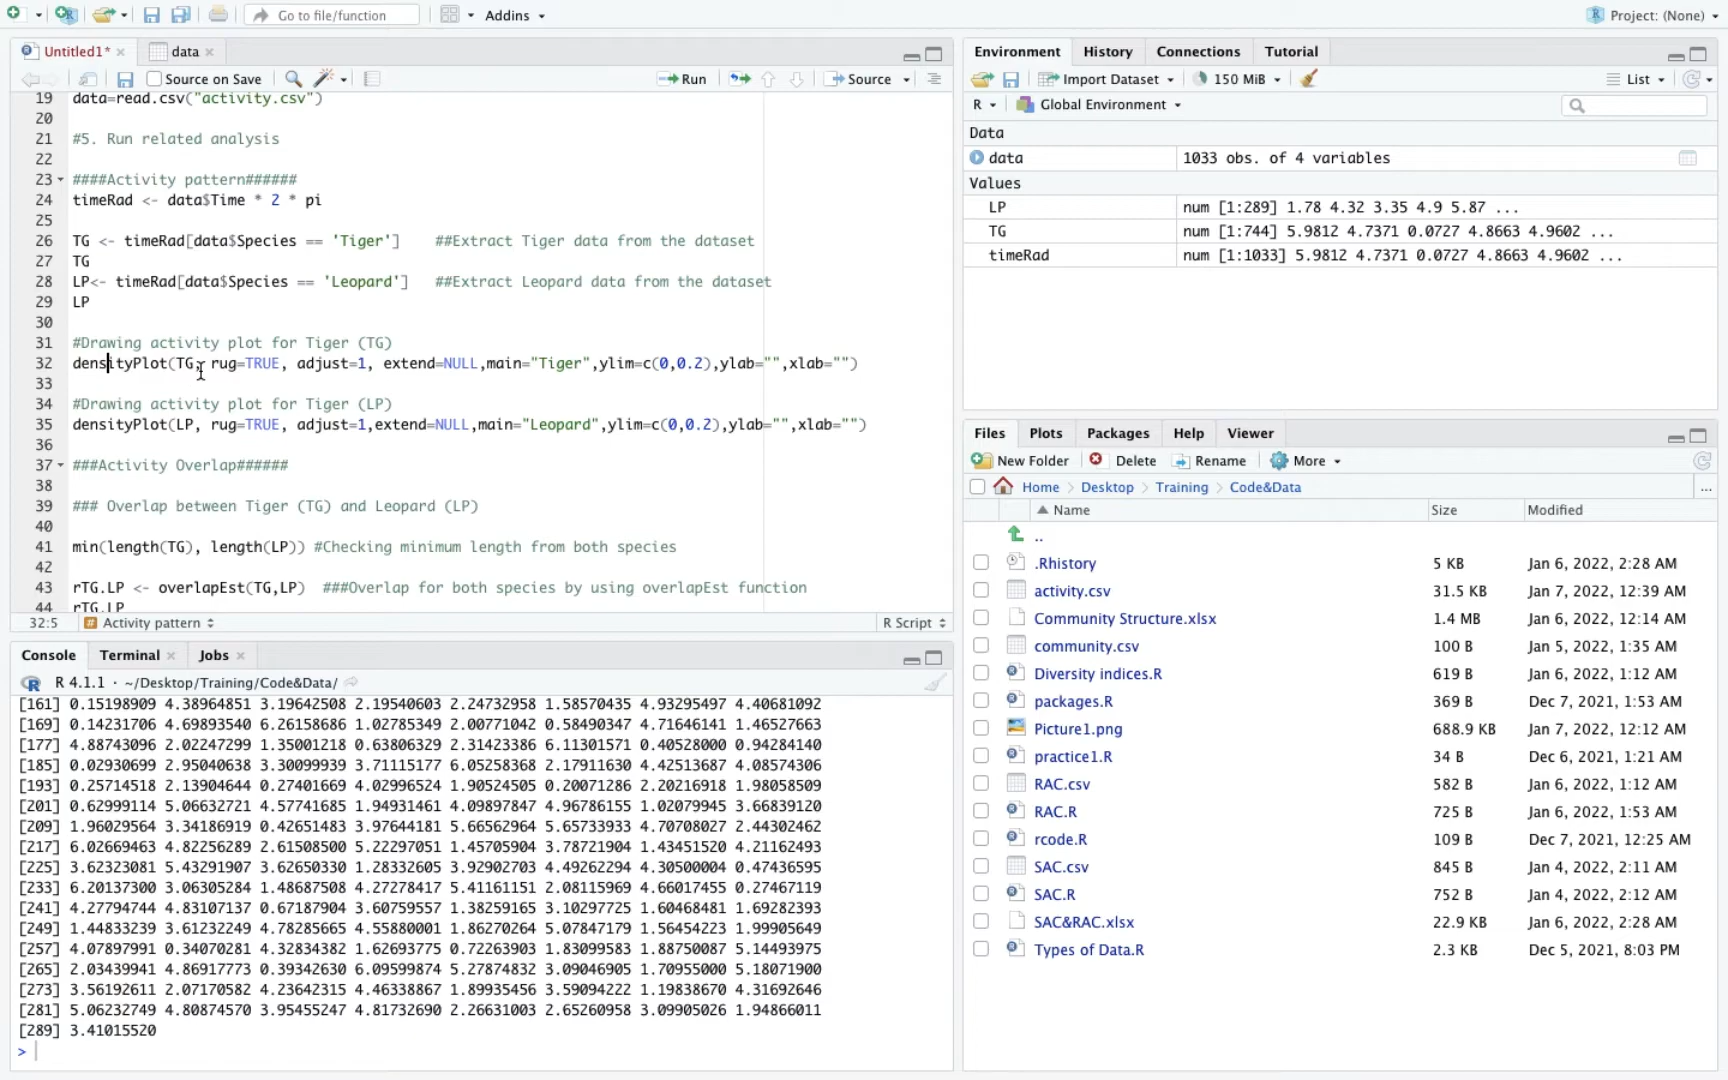 Go to file/function Addins Project: (None)
Untitled1* data
Source on Save Run Source
19 data=read.csv("activity.csv")
20
21 #5. Run related analysis
22
23 ####Activity pattern######
24 timeRad <- data$Time * 2 * pi
25
26 TG <- timeRad[data$Species == 'Tiger'] ##Extract Tiger data from the dataset
27 TG
28 LP<- timeRad[data$Species == 'Leopard'] ##Extract Leopard data from the dataset
29 LP
30
31 #Drawing activity plot for Tiger (TG)
32 densityPlot(TG, rug=TRUE, adjust=1, extend=NULL,main="Tiger",ylim=c(0,0.2),ylab="",xlab="")
33
34 #Drawing activity plot for Tiger (LP)
35 densityPlot(LP, rug=TRUE, adjust=1,extend=NULL,main="Leopard",ylim=c(0,0.2),ylab="",xlab="")
36
37 ###Activity Overlap######
38
39 ### Overlap between Tiger (TG) and Leopard (LP)
40
41 min(length(TG), length(LP)) #Checking minimum length from both species
42
43 rTG.LP <- overlapEst(TG,LP) ###Overlap for both species by using overlapEst function
44 rTG.LP
32:5 Activity pattern R Script
Console Terminal Jobs
R 4.1.1 · ~/Desktop/Training/Code&Data/
[161] 0.15198909 4.38964851 3.19642508 2.19540603 2.24732958 1.58570435 4.93295497 4.40681092
[169] 0.14231706 4.69893540 6.26158686 1.02785349 2.00771042 0.58490347 4.71646141 1.46527663
[177] 4.88743096 2.02247299 1.35001218 0.63806329 2.31423386 6.11301571 0.40528000 0.94284140
[185] 0.02930699 2.95040638 3.30099939 3.71115177 6.05258368 2.17911630 4.42513687 4.08574306
[193] 0.25714518 2.13904644 0.27401669 4.02996524 1.90524505 0.20071286 2.20216918 1.98058509
[201] 0.62999114 5.06632721 4.57741685 1.94931461 4.09897847 4.96786155 1.02079445 3.66839120
[209] 1.96029564 3.34186919 0.42651483 3.97644181 5.66562964 5.65733933 4.70708027 2.44302462
[217] 6.02669463 4.82256289 2.61508500 5.22297051 1.45705904 3.78721904 1.43451520 4.21162493
[225] 3.62323081 5.43291907 3.62650330 1.28332605 3.92902703 4.49262294 4.30500004 0.47436595
[233] 6.20137300 3.06305284 1.48687508 4.27278417 5.41161151 2.08115969 4.66017455 0.27467119
[241] 4.27794744 4.83107137 0.67187904 3.60759557 1.38259165 3.10297725 1.60468481 1.69282393
[249] 1.44833239 3.61232249 4.78285665 4.55880001 1.86270264 5.07847179 1.56454223 1.99905649
[257] 4.07897991 0.34070281 4.32834382 1.62693775 0.72263903 1.83099583 1.88750087 5.14493975
[265] 2.03439941 4.86917773 0.39342630 6.09599874 5.27874832 3.09046905 1.70955000 5.18071900
[273] 3.56192611 2.07170582 4.23642315 4.46338867 1.89935456 3.59094222 1.19838670 4.31692646
[281] 5.06232749 4.80874570 3.95455247 4.81732690 2.26631003 2.65260958 3.09905026 1.94866011
[289] 3.41015520
>
Environment History Connections Tutorial
Import Dataset 150 MiB List
R Global Environment
Data
data 1033 obs. of 4 variables
Values
LP num [1:289] 1.78 4.32 3.35 4.9 5.87 ...
TG num [1:744] 5.9812 4.7371 0.0727 4.8663 4.9602 ...
timeRad num [1:1033] 5.9812 4.7371 0.0727 4.8663 4.9602 ...
Files Plots Packages Help Viewer
New Folder Delete Rename More
Home Desktop Training Code&Data ...
Name Size Modified
..
.Rhistory 5 KB Jan 6, 2022, 2:28 AM
activity.csv 31.5 KB Jan 7, 2022, 12:39 AM
Community Structure.xlsx 1.4 MB Jan 6, 2022, 12:14 AM
community.csv 100 B Jan 5, 2022, 1:35 AM
Diversity indices.R 619 B Jan 6, 2022, 1:12 AM
packages.R 369 B Dec 7, 2021, 1:53 AM
Picture1.png 688.9 KB Jan 7, 2022, 12:12 AM
practice1.R 34 B Dec 6, 2021, 1:21 AM
RAC.csv 582 B Jan 6, 2022, 1:12 AM
RAC.R 725 B Jan 6, 2022, 1:53 AM
rcode.R 109 B Dec 7, 2021, 12:25 AM
SAC.csv 845 B Jan 4, 2022, 2:11 AM
SAC.R 752 B Jan 4, 2022, 2:12 AM
SAC&RAC.xlsx 22.9 KB Jan 6, 2022, 2:28 AM
Types of Data.R 2.3 KB Dec 5, 2021, 8:03 PM